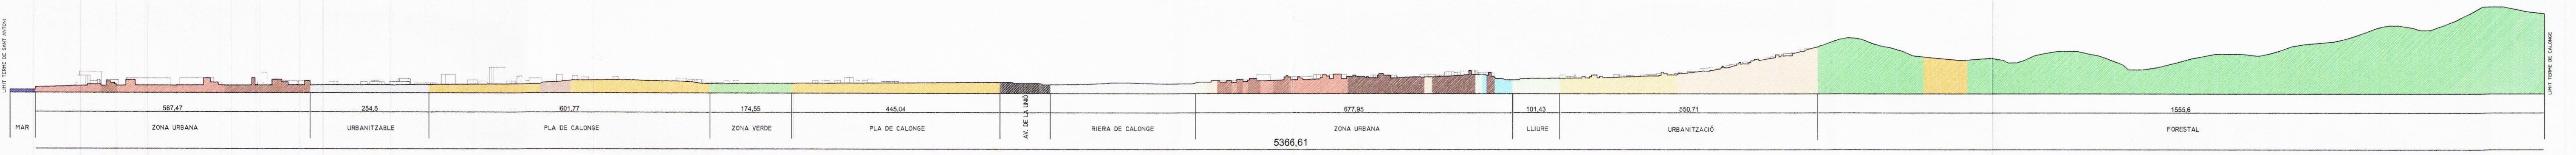 LIMIT TERME DE SANT ANTONI
LIMIT TERME DE CALONGE
587,47
254,5
601,77
174,55
445,04
677,95
101,43
550,71
1555,6
MAR
ZONA URBANA
URBANITZABLE
PLA DE CALONGE
ZONA VERDE
PLA DE CALONGE
AV. DE LA UNIÓ
RIERA DE CALONGE
ZONA URBANA
LLIURE
URBANITZACIÓ
FORESTAL
5366,61